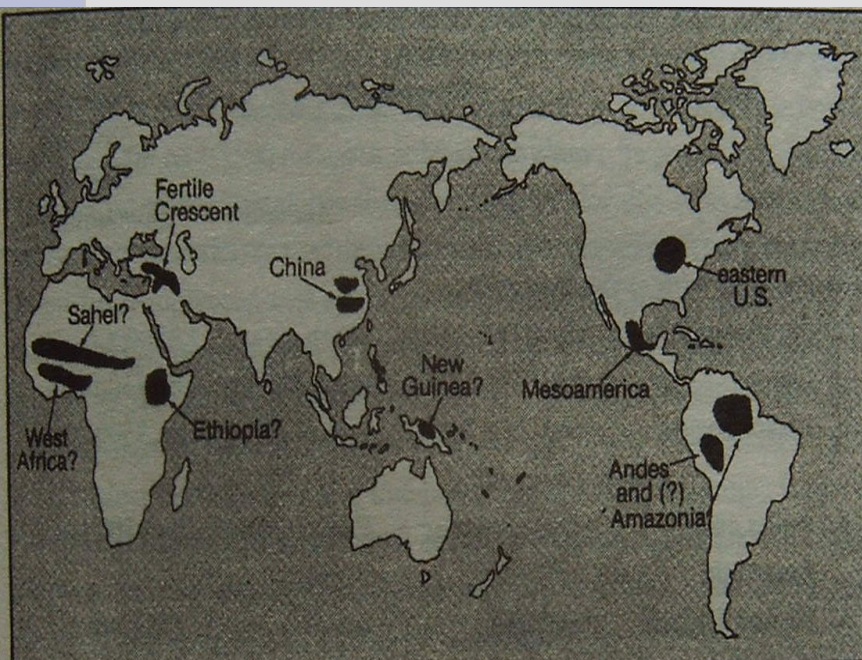 Fertile
Crescent
China
eastern
U.S.
Sahel?
New
Guinea?
Mesoamerica
West
Africa?
Ethiopia?
Andes
and (?)
Amazonia